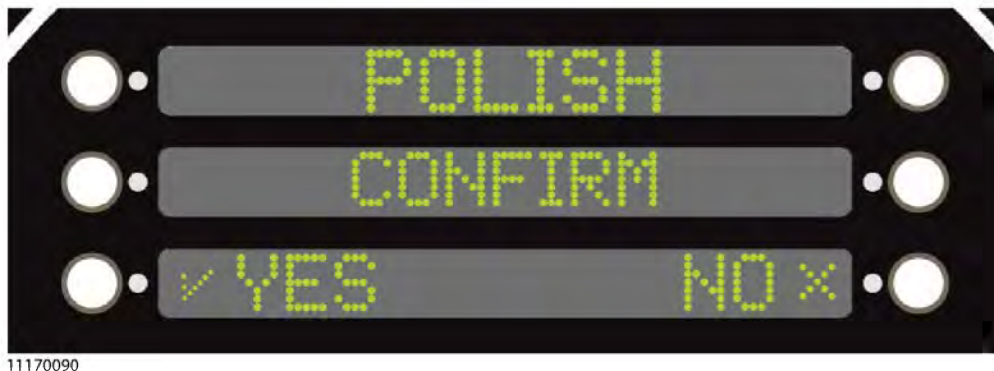 POLISH
CONFIRM
✓ YES NO ×
11170090